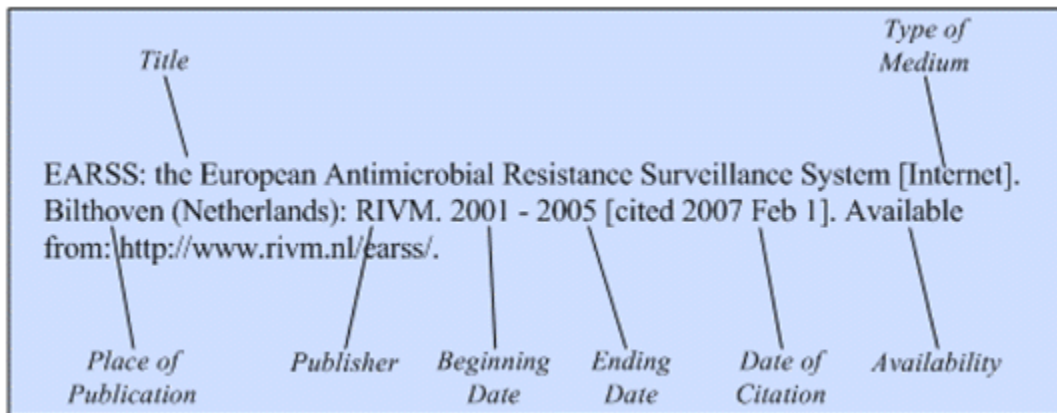 Title
Type of
Medium
EARSS: the European Antimicrobial Resistance Surveillance System [Internet].
Bilthoven (Netherlands): RIVM. 2001 - 2005 [cited 2007 Feb 1]. Available
from: http://www.rivm.nl/earss/.
Place of
Publication
Publisher
Beginning
Date
Ending
Date
Date of
Citation
Availability